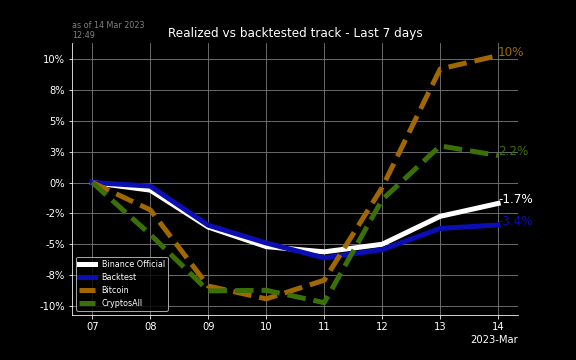 as of 14 Mar 2023
12:49
Realized vs backtested track - Last 7 days
10%
8%
5%
3%
0%
-2%
-5%
-8%
-10%
10%
2.2%
-1.7%
-3.4%
Binance Official
Backtest
Bitcoin
CryptosAll
07 08 09 10 11 12 13 14
2023-Mar